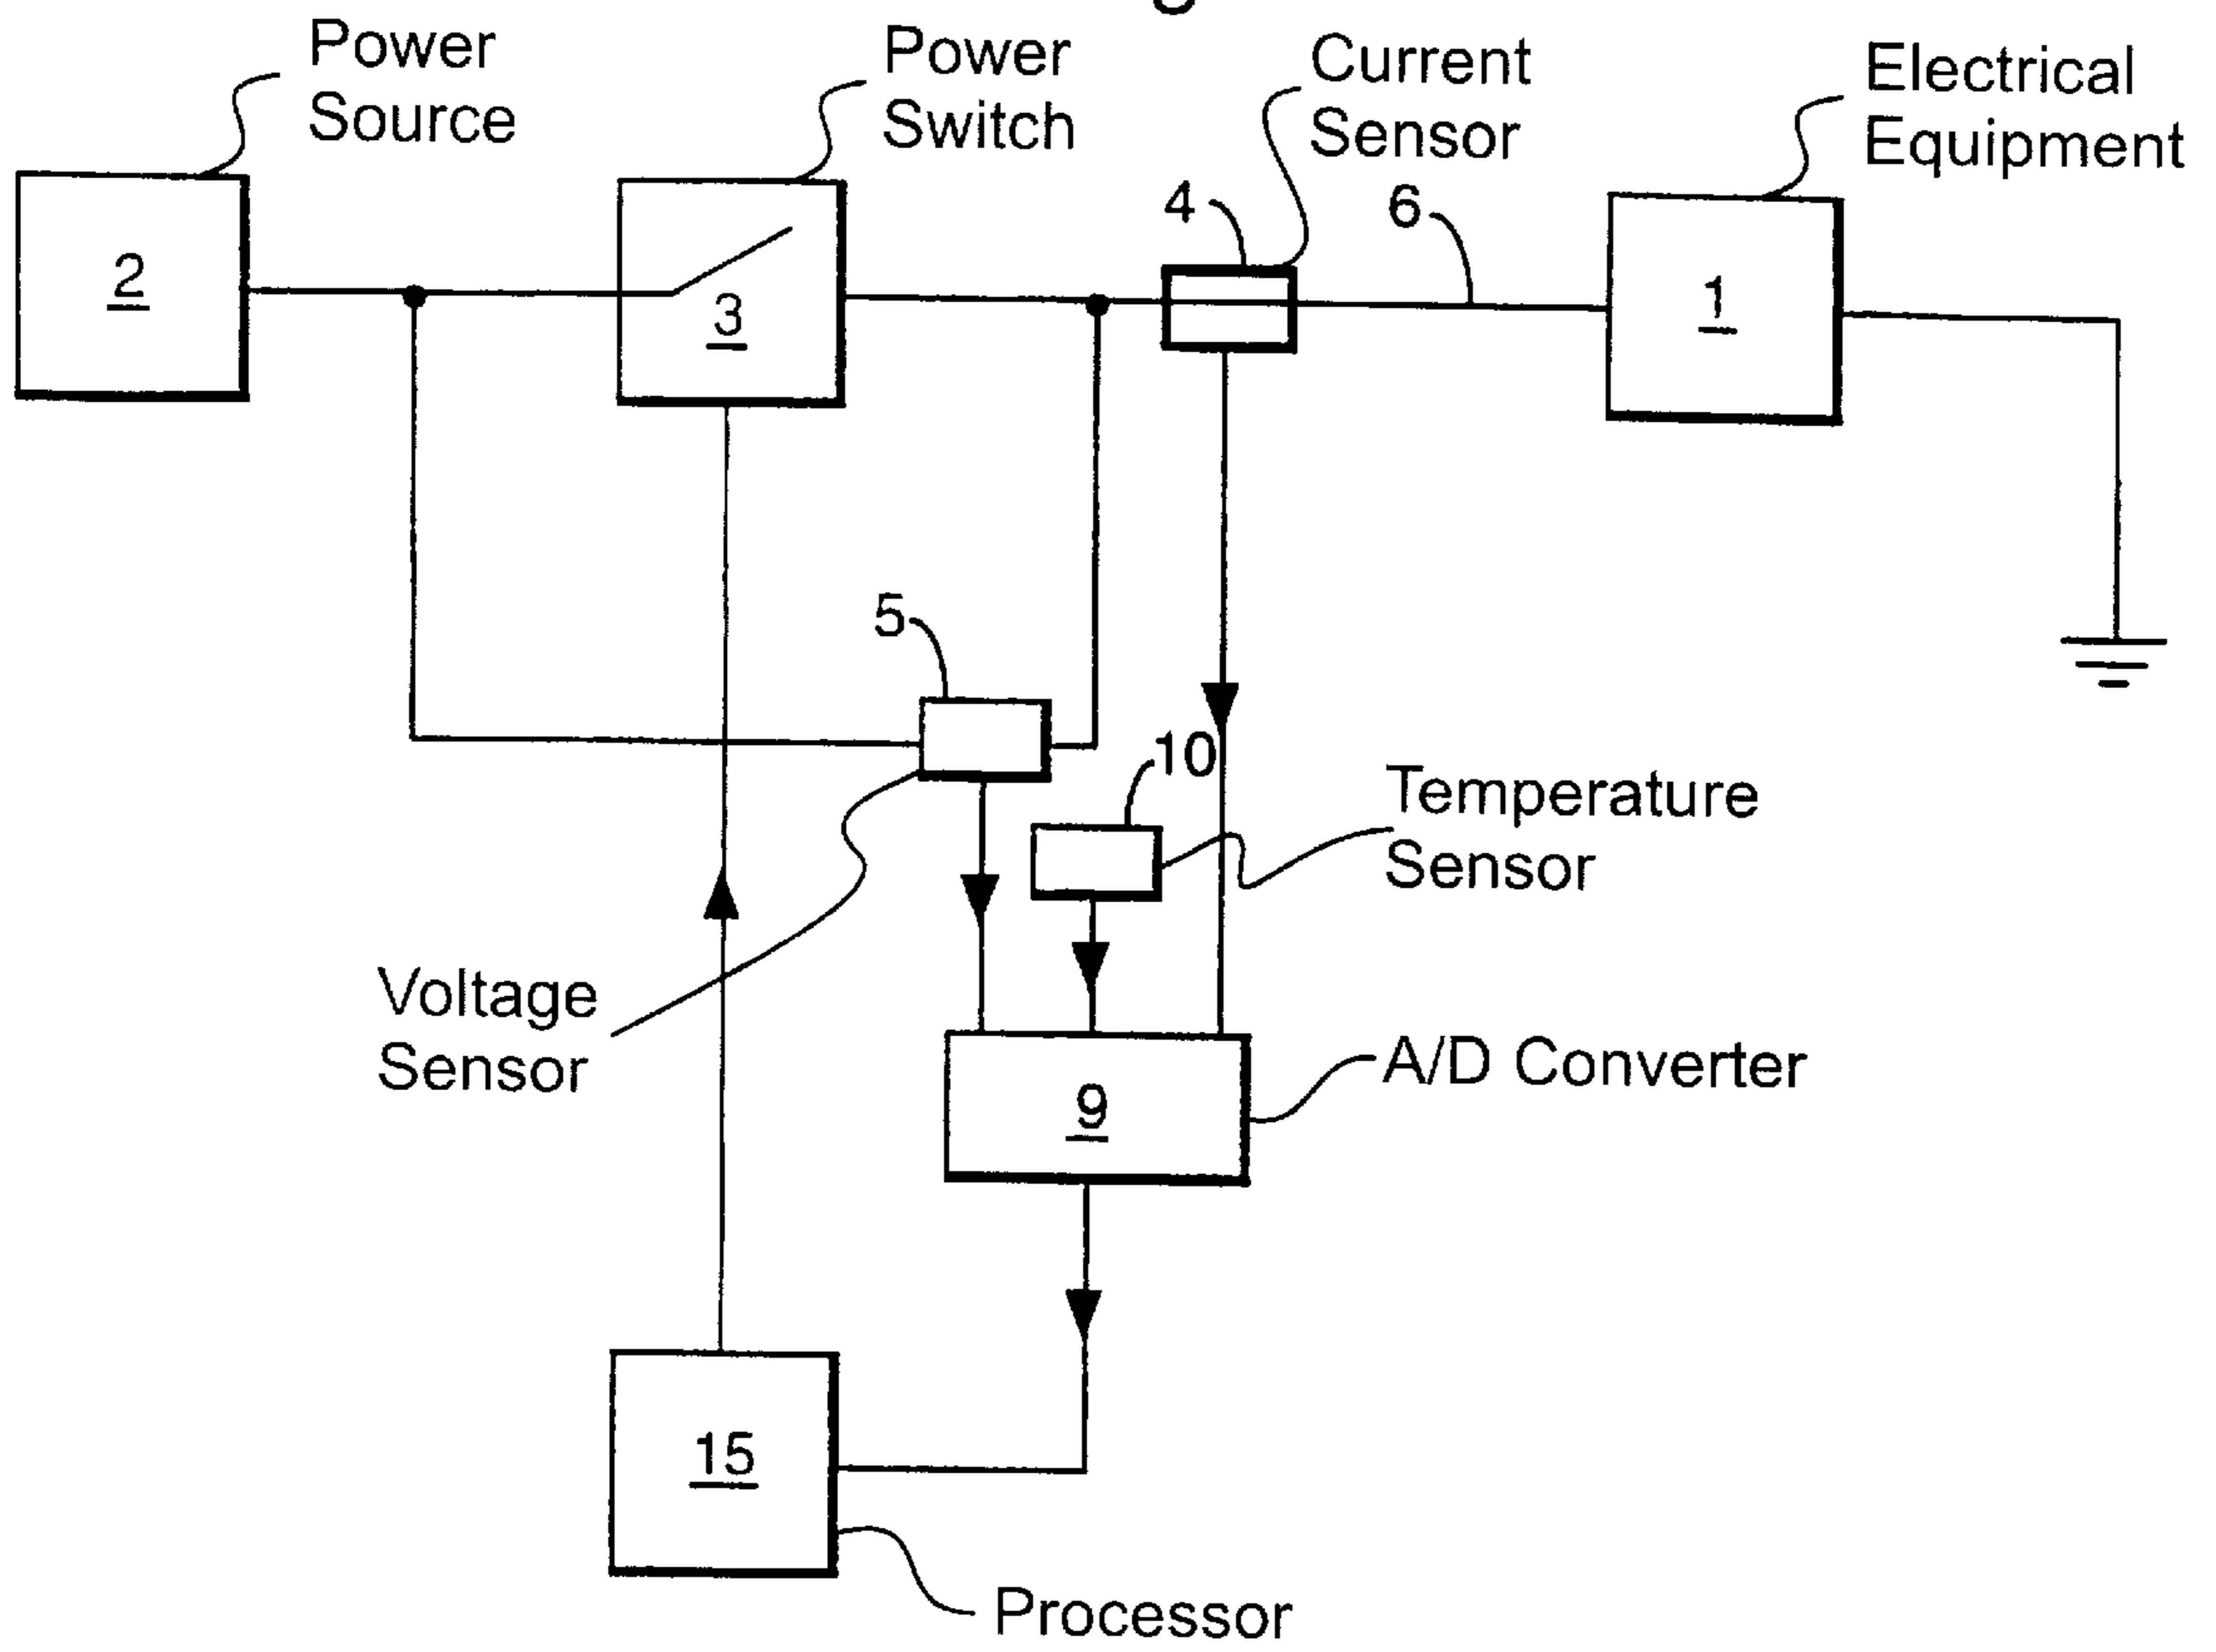 Power
Source
Power
Switch
Current
Sensor
Electrical
Equipment
4
6
2
3
1
5
10
Temperature
Sensor
Voltage
Sensor
A/D Converter
9
15
Processor